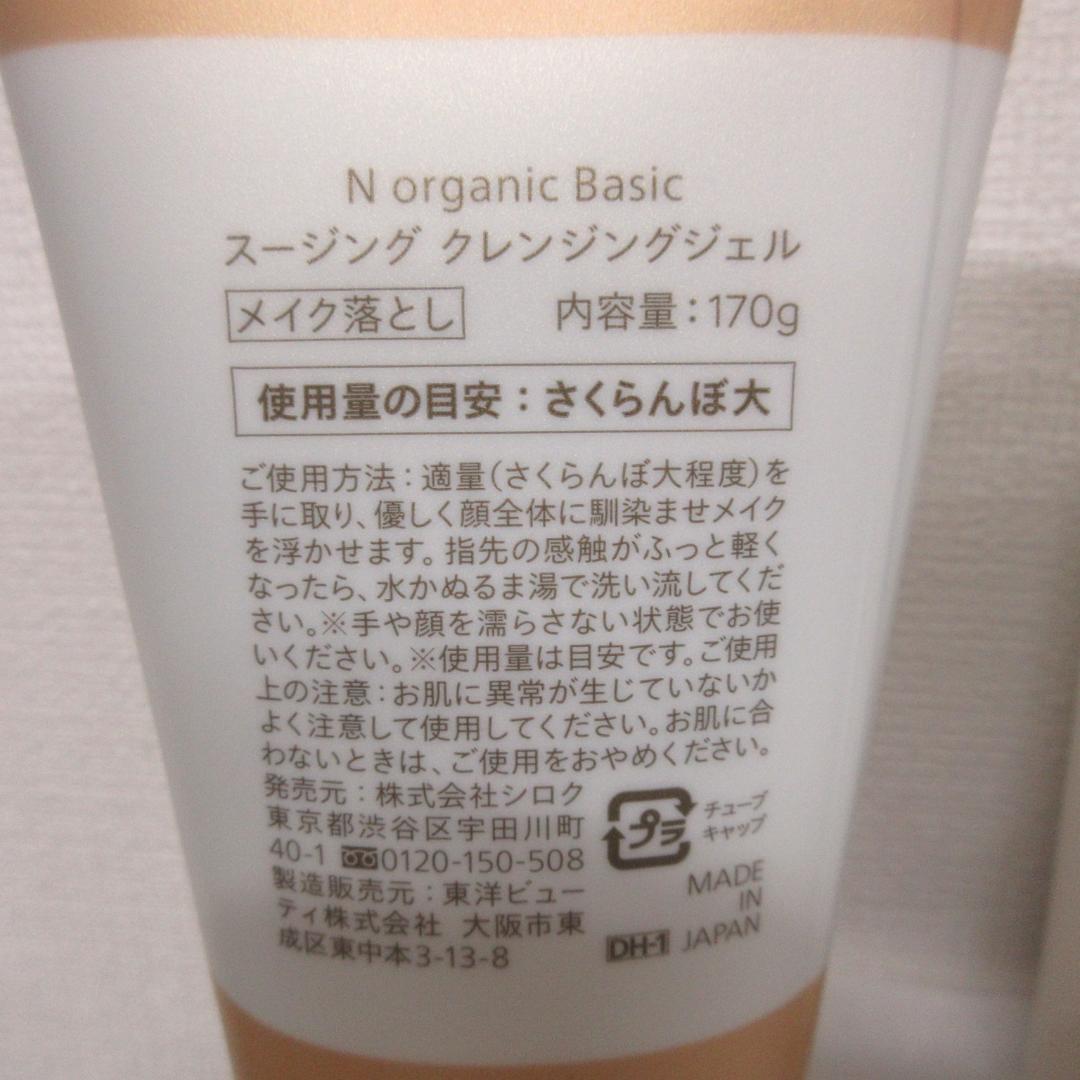 N organic Basic
スージング クレンジングジェル
メイク落とし 内容量：170g
使用量の目安：さくらんぼ大
ご使用方法：適量（さくらんぼ大程度）を
手に取り、優しく顔全体に馴染ませメイク
を浮かせます。指先の感触がふっと軽く
なったら、水かぬるま湯で洗い流してくだ
さい。※手や顔を濡らさない状態でお使
いください。※使用量は目安です。ご使用
上の注意：お肌に異常が生じていないか
よく注意して使用してください。お肌に合
わないときは、ご使用をおやめください。
発売元：株式会社シロク
東京都渋谷区宇田川町
40-1 0120-150-508
製造販売元：東洋ビュー
ティ株式会社 大阪市東
成区東中本3-13-8
プラ
チューブ
キャップ
MADE
IN
JAPAN
DH-1